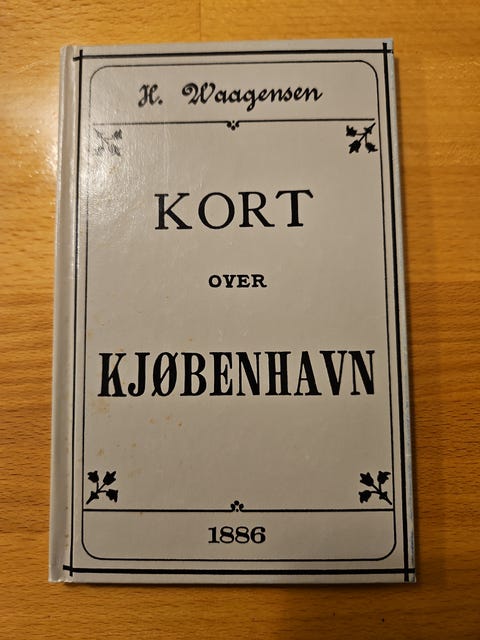 H. Waagensen
KORT
OVER
KJØBENHAVN
1886